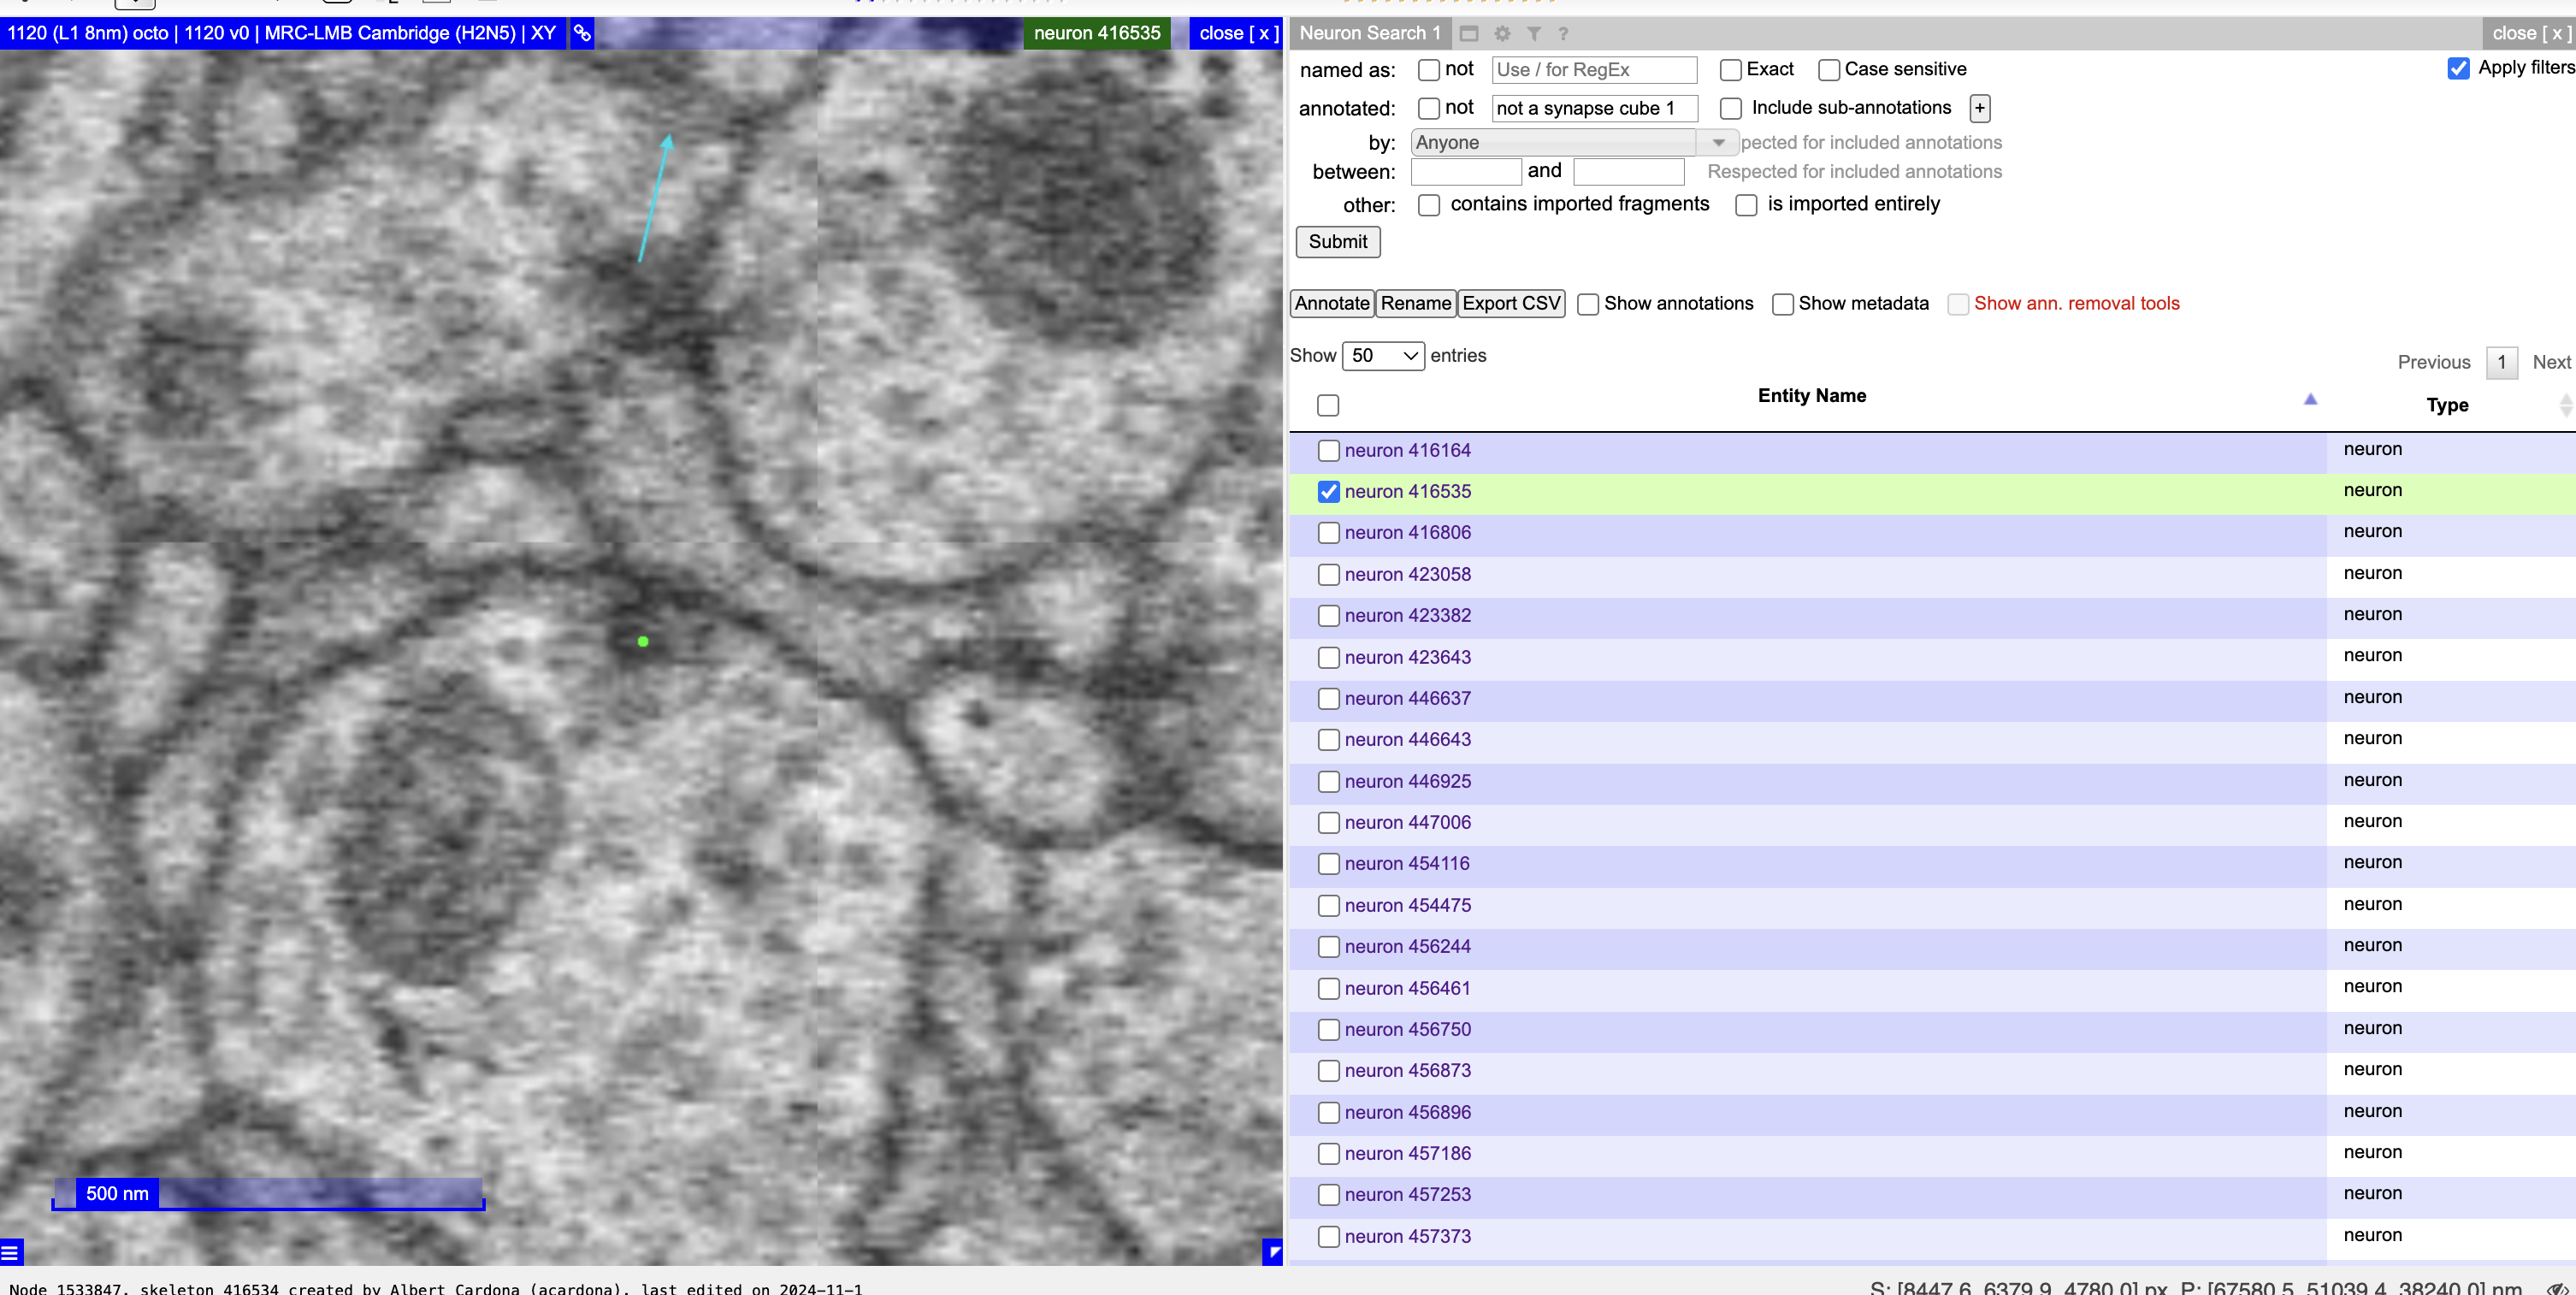 1120 (L1 8nm) octo | 1120 v0 | MRC-LMB Cambridge (H2N5) | XY
neuron 416535
close [ x ]
500 nm
Neuron Search 1
?
close [ x ]
named as: not Use / for RegEx Exact Case sensitive
Apply filters
annotated: not not a synapse cube 1 Include sub-annotations +
by: Anyone pected for included annotations
between: and Respected for included annotations
other: contains imported fragments is imported entirely
Submit
Annotate Rename Export CSV Show annotations Show metadata Show ann. removal tools
Show 50 entries
Previous 1 Next
Entity Name Type
neuron 416164 neuron
neuron 416535 neuron
neuron 416806 neuron
neuron 423058 neuron
neuron 423382 neuron
neuron 423643 neuron
neuron 446637 neuron
neuron 446643 neuron
neuron 446925 neuron
neuron 447006 neuron
neuron 454116 neuron
neuron 454475 neuron
neuron 456244 neuron
neuron 456461 neuron
neuron 456750 neuron
neuron 456873 neuron
neuron 456896 neuron
neuron 457186 neuron
neuron 457253 neuron
neuron 457373 neuron
Node 1533847, skeleton 416534 created by Albert Cardona (acardona), last edited on 2024-11-1
S: [8447.6, 6379.9, 4780.0] px, P: [67580.5, 51039.4, 38240.0] nm